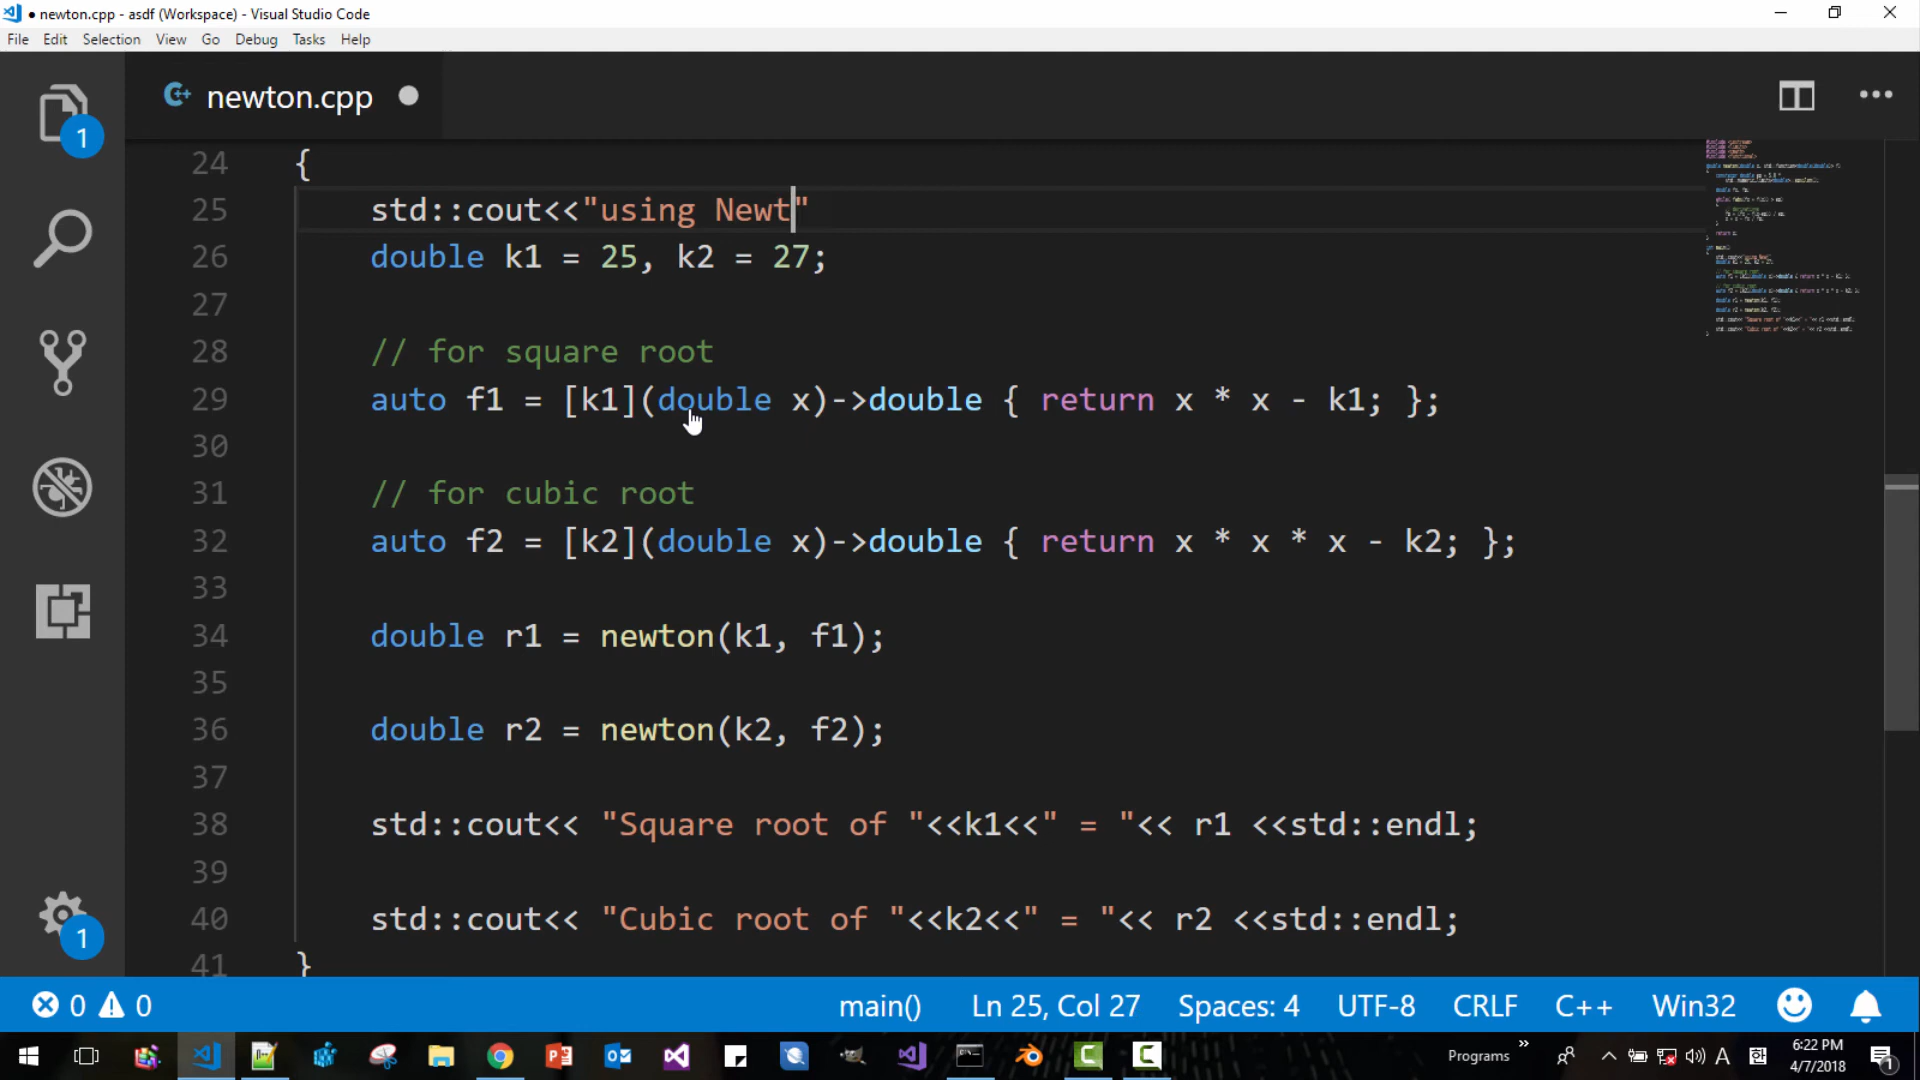 newton.cpp - asdf (Workspace) - Visual Studio Code
File Edit Selection View Go Debug Tasks Help
newton.cpp
24 {
25 std::cout<<"using Newt"
26 double k1 = 25, k2 = 27;
27
28 // for square root
29 auto f1 = [k1](double x)->double { return x * x - k1; };
30
31 // for cubic root
32 auto f2 = [k2](double x)->double { return x * x * x - k2; };
33
34 double r1 = newton(k1, f1);
35
36 double r2 = newton(k2, f2);
37
38 std::cout<< "Square root of "<<k1<<" = "<< r1 <<std::endl;
39
40 std::cout<< "Cubic root of "<<k2<<" = "<< r2 <<std::endl;
41 }
1
1
0 0 main() Ln 25, Col 27 Spaces: 4 UTF-8 CRLF C++ Win32
Programs » A 한 6:22 PM
4/7/2018 1